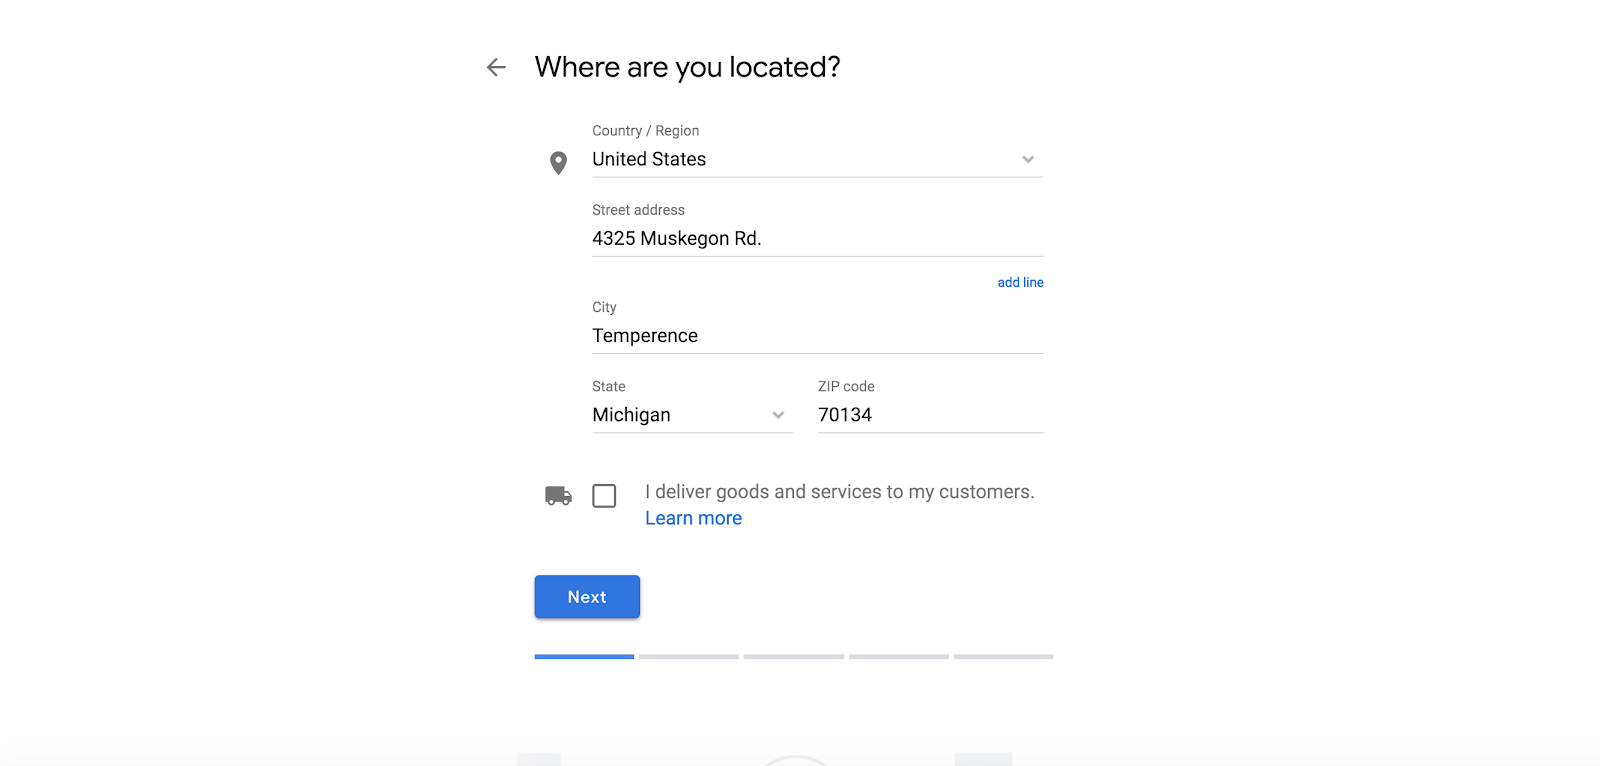 Where are you located?
Country / Region
United States
Street address
4325 Muskegon Rd.
add line
City
Temperence
State
ZIP code
Michigan
70134
I deliver goods and services to my customers.
Learn more
Next